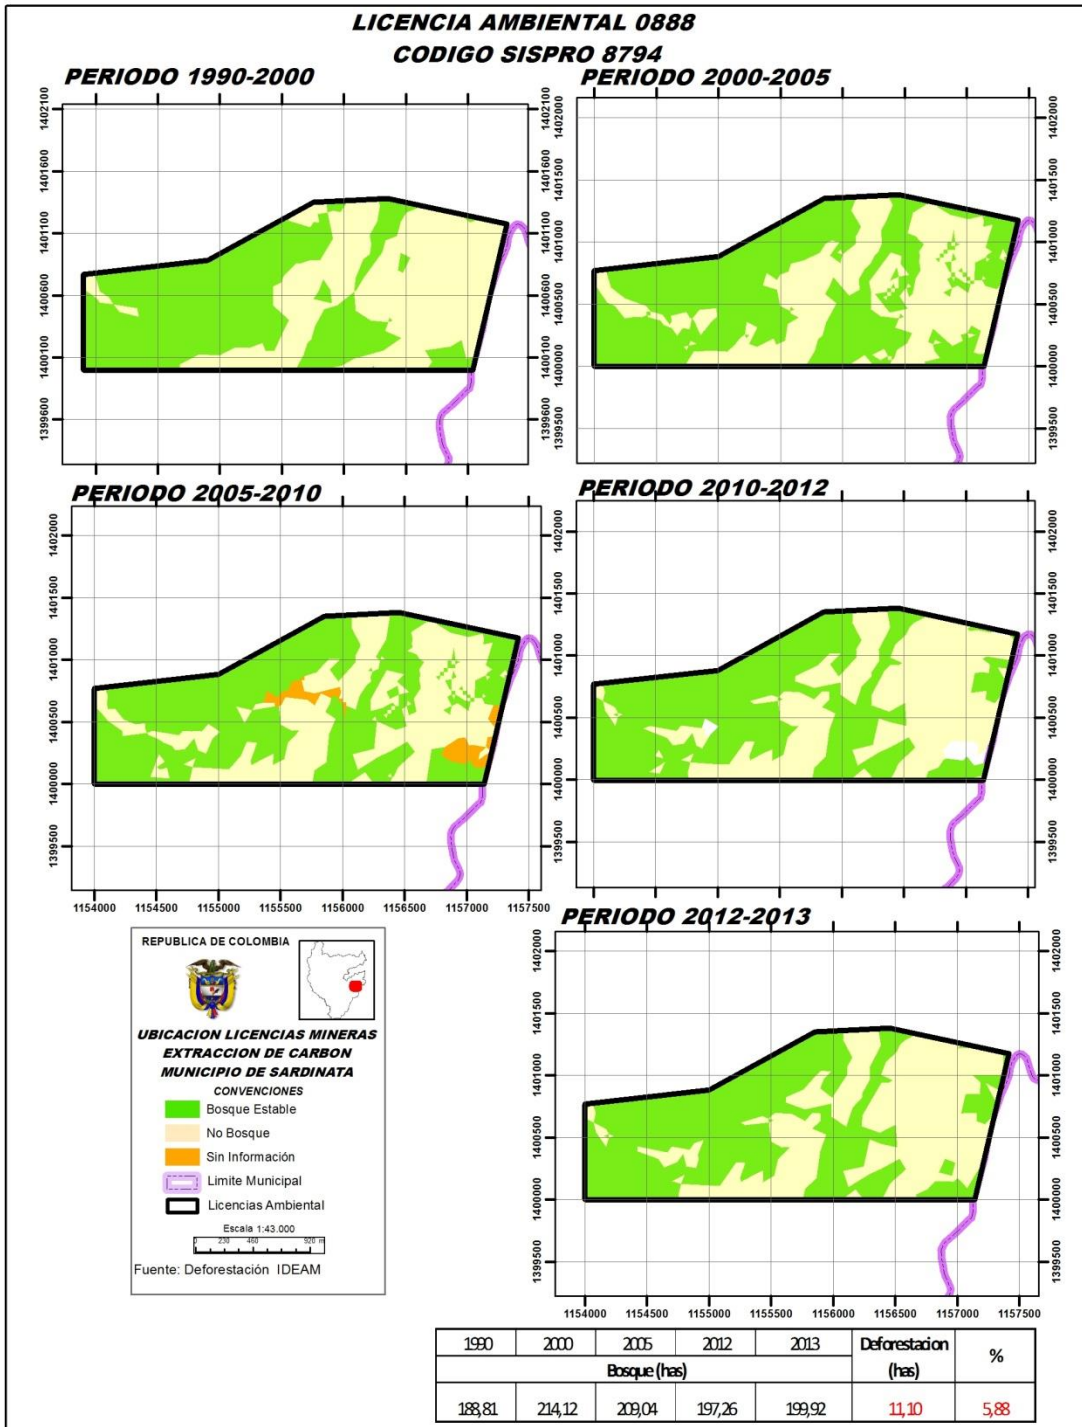 LICENCIA AMBIENTAL 0888
CODIGO SISPRO 8794
PERIODO 1990-2000
1402100
1401600
1401100
1400600
1400100
1399600
1402100
1401600
1401100
1400600
1400100
1399600
PERIODO 2000-2005
1402000
1401500
1401000
1400500
1400000
1399500
1402000
1401500
1401000
1400500
1400000
1399500
PERIODO 2005-2010
1402000
1401500
1401000
1400500
1400000
1399500
1402000
1401500
1401000
1400500
1400000
1399500
1154000 1154500 1155000 1155500 1156000 1156500 1157000 1157500
PERIODO 2010-2012
1402000
1401500
1401000
1400500
1400000
1399500
1402000
1401500
1401000
1400500
1400000
1399500
REPUBLICA DE COLOMBIA
UBICACION LICENCIAS MINERAS
EXTRACCION DE CARBON
MUNICIPIO DE SARDINATA
CONVENCIONES
Bosque Estable
No Bosque
Sin Información
Limite Municipal
Licencias Ambiental
Escala 1:43.000
0 230 460 920 m
Fuente: Deforestación IDEAM
PERIODO 2012-2013
1402000
1401500
1401000
1400500
1400000
1399500
1402000
1401500
1401000
1400500
1400000
1399500
1154000 1154500 1155000 1155500 1156000 1156500 1157000 1157500
1990 2000 2005 2012 2013 Deforestacion (has) %
Bosque (has)
188,81 214,12 209,04 197,26 199,92 11,10 5,88